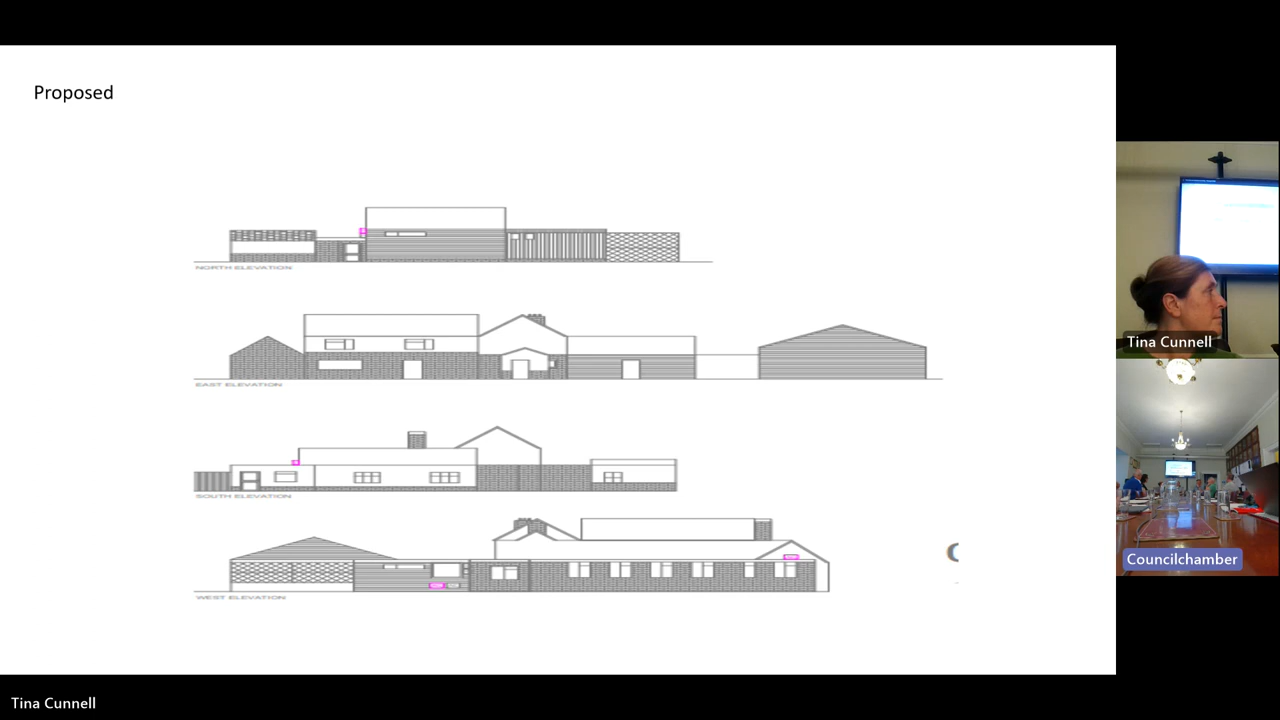 Proposed
NORTH ELEVATION
EAST ELEVATION
SOUTH ELEVATION
WEST ELEVATION
Tina Cunnell
Councilchamber
Tina Cunnell